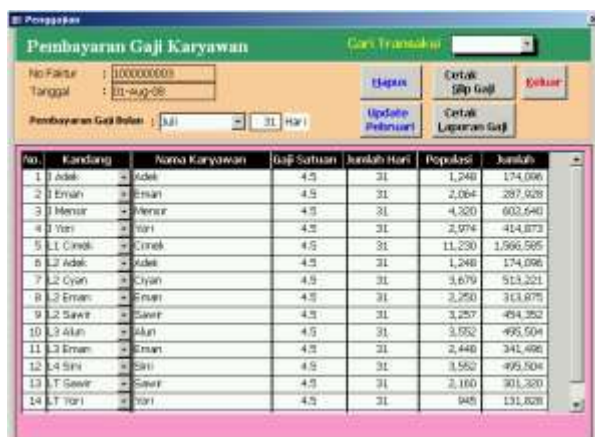 Penggajian
Pembayaran Gaji Karyawan
Cari Transaksi
No Faktur : 1000000003
Tanggal : 01-Aug-08
Pembayaran Gaji Bulan : Juli 31 Hari
Hapus
Cetak Slip Gaji
Keluar
Update Februari
Cetak Laporan Gaji
No. Kandang Nama Karyawan Gaji Satuan Jumlah Hari Populasi Jumlah
1 I Adek Adek 4.5 31 1,248 174,096
2 I Eman Eman 4.5 31 2,064 287,928
3 I Mensir Mensir 4.5 31 4,320 602,640
4 I Yori Yori 4.5 31 2,974 414,873
5 L1 Cimek Cimek 4.5 31 11,230 1,566,585
6 L2 Adek Adek 4.5 31 1,248 174,096
7 L2 Cyan Ciyan 4.5 31 3,679 513,221
8 L2 Eman Eman 4.5 31 2,250 313,875
9 L2 Sawir Sawir 4.5 31 3,257 454,352
10 L3 Alun Alun 4.5 31 3,552 495,504
11 L3 Eman Eman 4.5 31 2,448 341,496
12 L4 Sini Sini 4.5 31 3,552 495,504
13 LT Sawir Sawir 4.5 31 2,160 301,320
14 LT Yori Yori 4.5 31 945 131,828